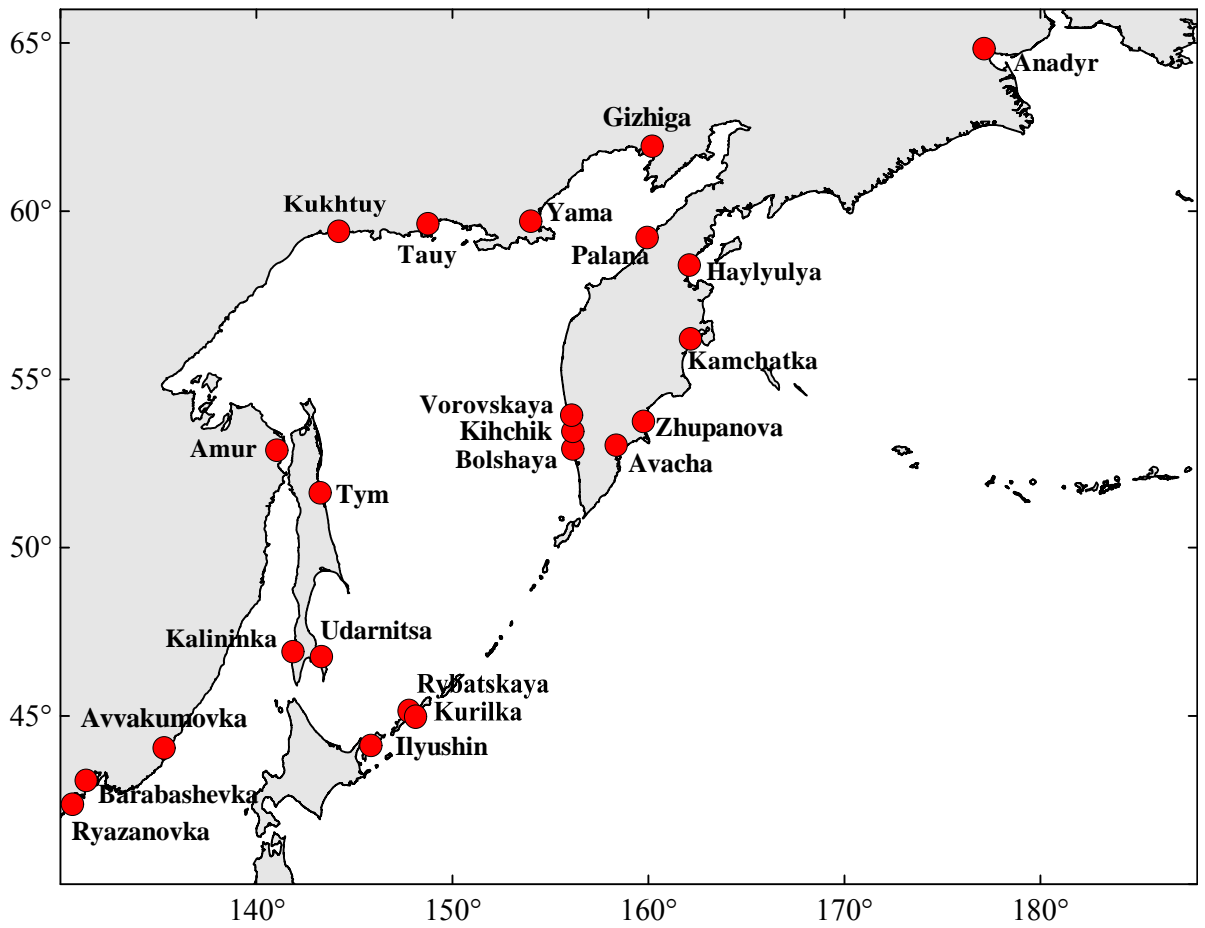 65°
Anadyr
Gizhiga
60°
Kukhtuy
Yama
Tauy
Palana
Haylyulya
55°
Kamchatka
Vorovskaya
Kihchik
Zhupanova
Amur
Bolshaya
Avacha
Tym
50°
Kalininka
Udarnitsa
Rybatskaya
45°
Avvakumovka
Kurilka
Ilyushin
Barabashevka
Ryazanovka
140°
150°
160°
170°
180°